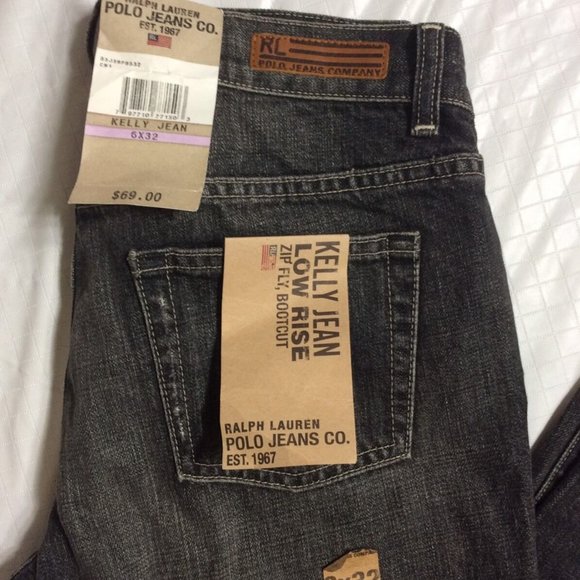 RALPH LAUREN
POLO JEANS CO.
EST. 1967
KELLY JEAN
6X32
$69.00
RL
POLO JEANS COMPANY
KELLY JEAN
LOW RISE
ZIP FLY, BOOTCUT
RALPH LAUREN
POLO JEANS CO.
EST. 1967